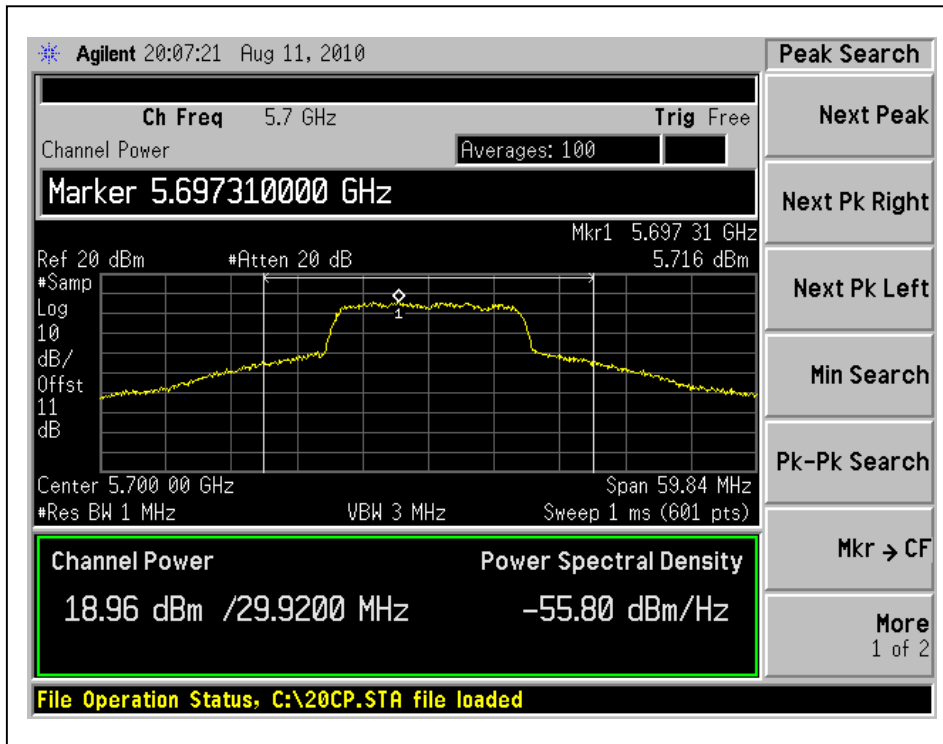 Agilent 20:07:21 Aug 11, 2010
Peak Search
Ch Freq 5.7 GHz Trig Free
Channel Power Averages: 100
Marker 5.697310000 GHz
Mkr1 5.697 31 GHz
Ref 20 dBm #Atten 20 dB 5.716 dBm
#Samp
Log
10
dB/
Offst
11
dB
1
Center 5.700 00 GHz Span 59.84 MHz
#Res BW 1 MHz VBW 3 MHz Sweep 1 ms (601 pts)
Channel Power Power Spectral Density
18.96 dBm /29.9200 MHz -55.80 dBm/Hz
File Operation Status, C:\20CP.STA file loaded
Next Peak
Next Pk Right
Next Pk Left
Min Search
Pk-Pk Search
Mkr → CF
More
1 of 2